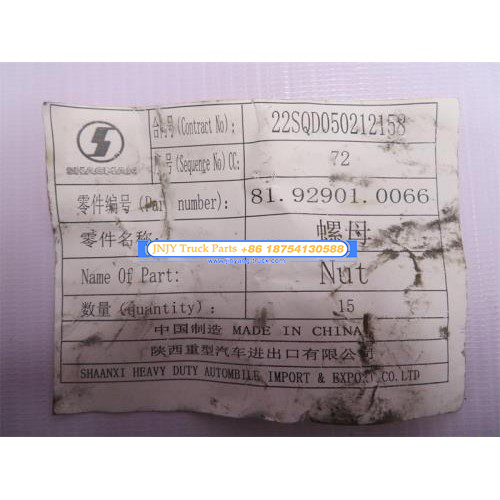 SHACMAN
合同号(Contract No): 22SQD050212158
序号(Sequence No)CC: 72
零件编号(Part number): 81.92901.0066
零件名称: 螺母
JNJY Truck Parts +86 18754130588
Name Of Part: Nut
数量(quantity): 15
中国制造 MADE IN CHINA
陕西重型汽车进出口有限公司
SHAANXI HEAVY DUTY AUTOMBILE IMPORT & EXPORT CO.LTD